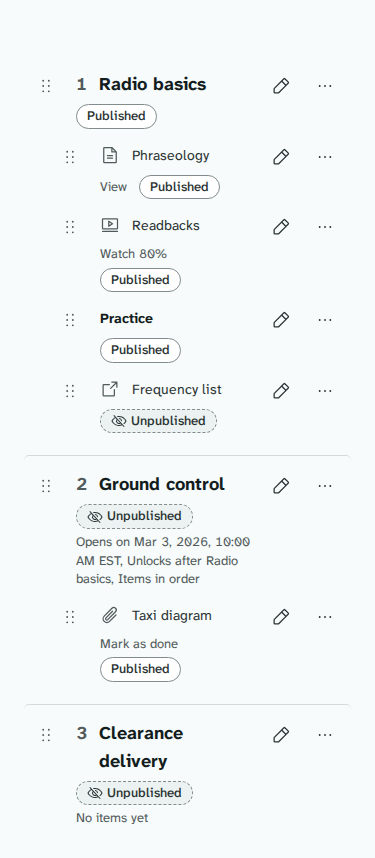 1 Radio basics
Published
Phraseology
View Published
Readbacks
Watch 80%
Published
Practice
Published
Frequency list
Unpublished
2 Ground control
Unpublished
Opens on Mar 3, 2026, 10:00
AM EST, Unlocks after Radio
basics, Items in order
Taxi diagram
Mark as done
Published
3 Clearance
delivery
Unpublished
No items yet